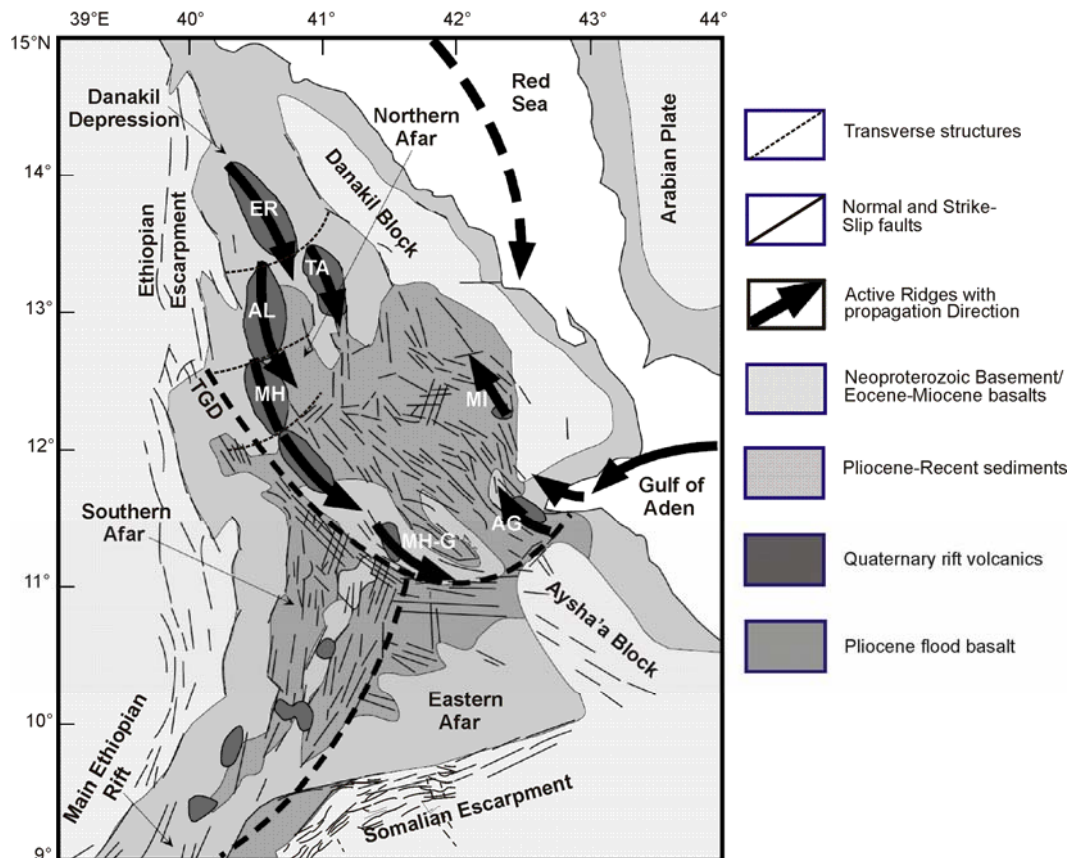 39°E 40° 41° 42° 43° 44°
15°N
14°
13°
12°
11°
10°
9°
Danakil
Depression
Northern
Afar
Red
Sea
Arabian Plate
Danakil Block
Ethiopian
Escarpment
ER
TA
AL
MH
MI
TGD
Gulf of
Aden
Southern
Afar
MH-G
AG
Aysha'a Block
Eastern
Afar
Main Ethiopian
Rift
Somalian Escarpment
Transverse structures
Normal and Strike-
Slip faults
Active Ridges with
propagation Direction
Neoproterozoic Basement/
Eocene-Miocene
basalts
Pliocene-Recent sediments
Quaternary rift volcanics
Pliocene flood basalt